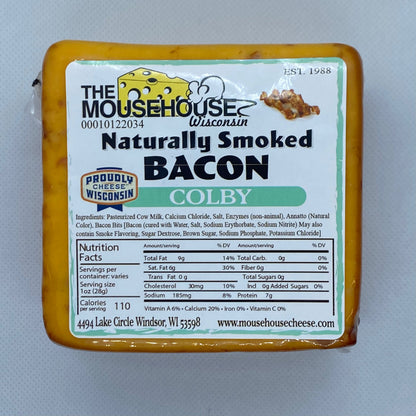 EST. 1988
THE
MOUSEHOUSE
Wisconsin
00010122034
Naturally Smoked
BACON
COLBY
PROUDLY
CHEESE
WISCONSIN
Ingredients: Pasteurized Cow Milk, Calcium Chloride, Salt, Enzymes (non-animal), Annatto (Natural
Color), Bacon Bits [Bacon (cured with Water, Salt, Sodium Erythorbate, Sodium Nitrite) May also
contain Smoke Flavoring, Sugar Dextrose, Brown Sugar, Sodium Phosphate, Potassium Chloride]
Nutrition
Facts
Servings per
container: varies
Serving size
1oz (28g)
Calories
per serving 110
Amount/serving % DV Amount/serving % DV
Total Fat 9g 14% Total Carb. 0g 0%
Sat. Fat 6g 30% Fiber 0g 0%
Trans Fat 0 g Total Sugars 0g
Cholesterol 30mg 10% Ind 0g Added Sugars 0%
Sodium 185mg 8% Protein 7g
Vitamin A 6% • Calcium 20% • Iron 0% • Vitamin C 0%
4494 Lake Circle Windsor, WI 53598 www.mousehousecheese.com